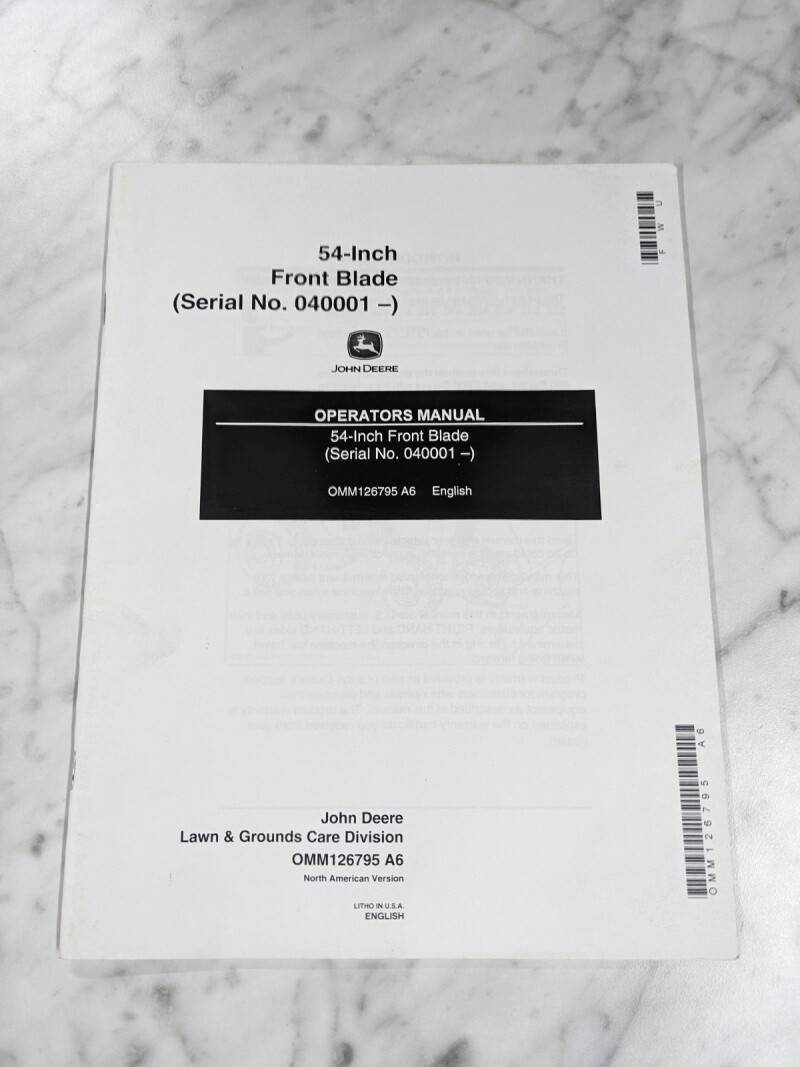 54-Inch
Front Blade
(Serial No. 040001 –)
JOHN DEERE
OPERATORS MANUAL
54-Inch Front Blade
(Serial No. 040001 –)
OMM126795 A6 English
John Deere
Lawn & Grounds Care Division
OMM126795 A6
North American Version
LITHO IN U.S.A.
ENGLISH
F W U
OMM126795 A6